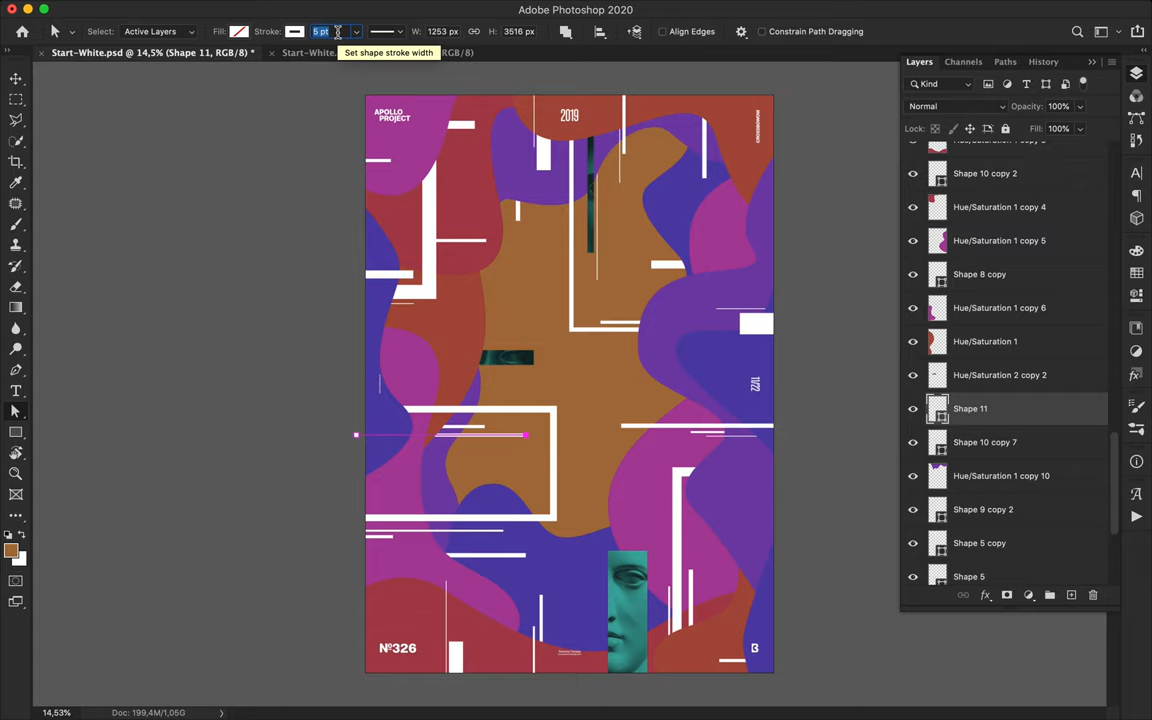 Adobe Photoshop 2020
Select: Active Layers Fill: Stroke: 5 pt W: 1253 px H: 3516 px Align Edges Constrain Path Dragging
Start-White.psd @ 14,5% (Shape 11, RGB/8) *
Start-White.
RGB/8)
Set shape stroke width
Layers Channels Paths History
Kind
Normal Opacity: 100%
Lock: Fill: 100%
Shape 10 copy 2
Hue/Saturation 1 copy 4
Hue/Saturation 1 copy 5
Shape 8 copy
Hue/Saturation 1 copy 6
Hue/Saturation 1
Hue/Saturation 2 copy 2
Shape 11
Shape 10 copy 7
Hue/Saturation 1 copy 10
Shape 9 copy 2
Shape 5 copy
Shape 5
APOLLO
PROJECT
2019
11/22
№326
14,53% Doc: 199,4M/1,05G